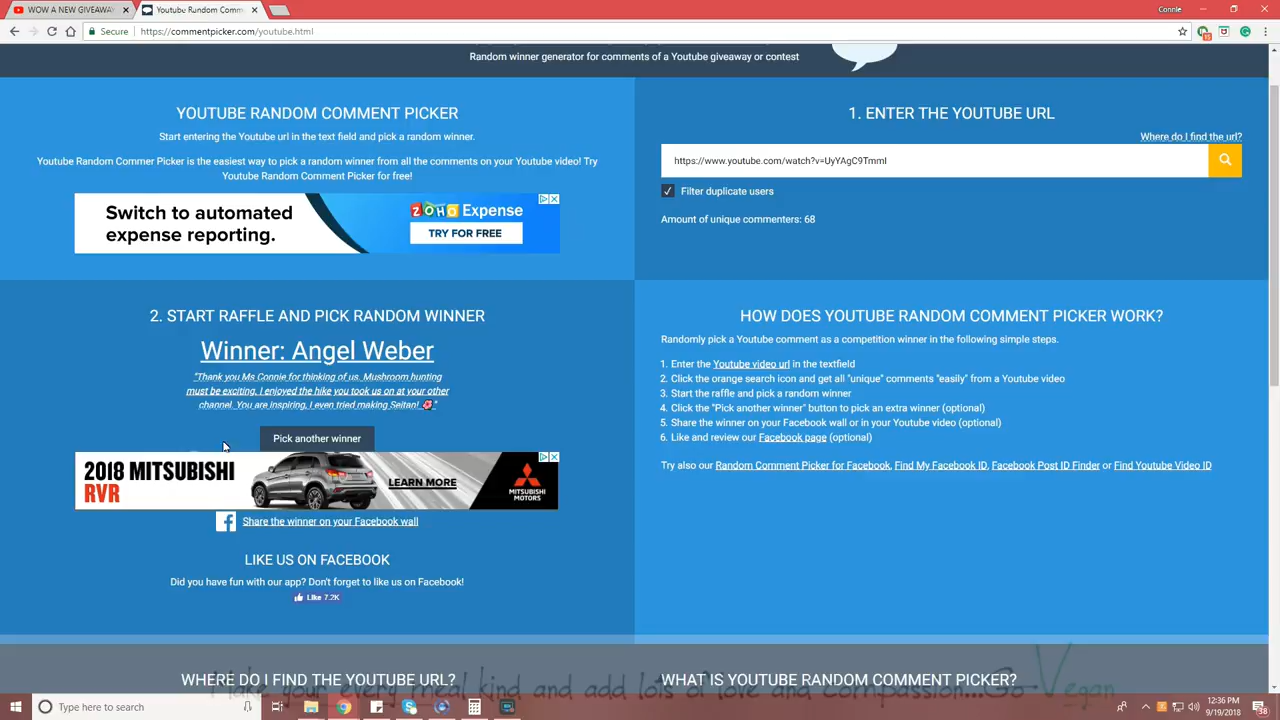 WOW A NEW GIVEAWAY
Youtube Random Comm
Connie
Secure
https://commentpicker.com/youtube.html
15
Random winner generator for comments of a Youtube giveaway or contest
YOUTUBE RANDOM COMMENT PICKER
Start entering the Youtube url in the text field and pick a random winner.
Youtube Random Commer Picker is the easiest way to pick a random winner from all the comments on your Youtube video! Try
Youtube Random Comment Picker for free!
Switch to automated
expense reporting.
ZOHO Expense
TRY FOR FREE
1. ENTER THE YOUTUBE URL
Where do I find the url?
https://www.youtube.com/watch?v=UyYAgC9TmmI
Filter duplicate users
Amount of unique commenters: 68
2. START RAFFLE AND PICK RANDOM WINNER
Winner: Angel Weber
"Thank you Ms Connie for thinking of us. Mushroom hunting
must be exciting. I enjoyed the hike you took us on at your other
channel. You are inspiring, I even tried making Seitan! 🌺"
Pick another winner
2018 MITSUBISHI
RVR
LEARN MORE
MITSUBISHI
MOTORS
Share the winner on your Facebook wall
LIKE US ON FACEBOOK
Did you have fun with our app? Don't forget to like us on Facebook!
Like 7.2K
HOW DOES YOUTUBE RANDOM COMMENT PICKER WORK?
Randomly pick a Youtube comment as a competition winner in the following simple steps.
1. Enter the Youtube video url in the textfield
2. Click the orange search icon and get all "unique" comments "easily" from a Youtube video
3. Start the raffle and pick a random winner
4. Click the "Pick another winner" button to pick an extra winner (optional)
5. Share the winner on your Facebook wall or in your Youtube video (optional)
6. Like and review our Facebook page (optional)
Try also our Random Comment Picker for Facebook, Find My Facebook ID, Facebook Post ID Finder or Find Youtube Video ID
WHERE DO I FIND THE YOUTUBE URL?
WHAT IS YOUTUBE RANDOM COMMENT PICKER?
Make your every meal kind and add lots of love and compassion...Go Vegan
Type here to search
12:36 PM
9/19/2018
38